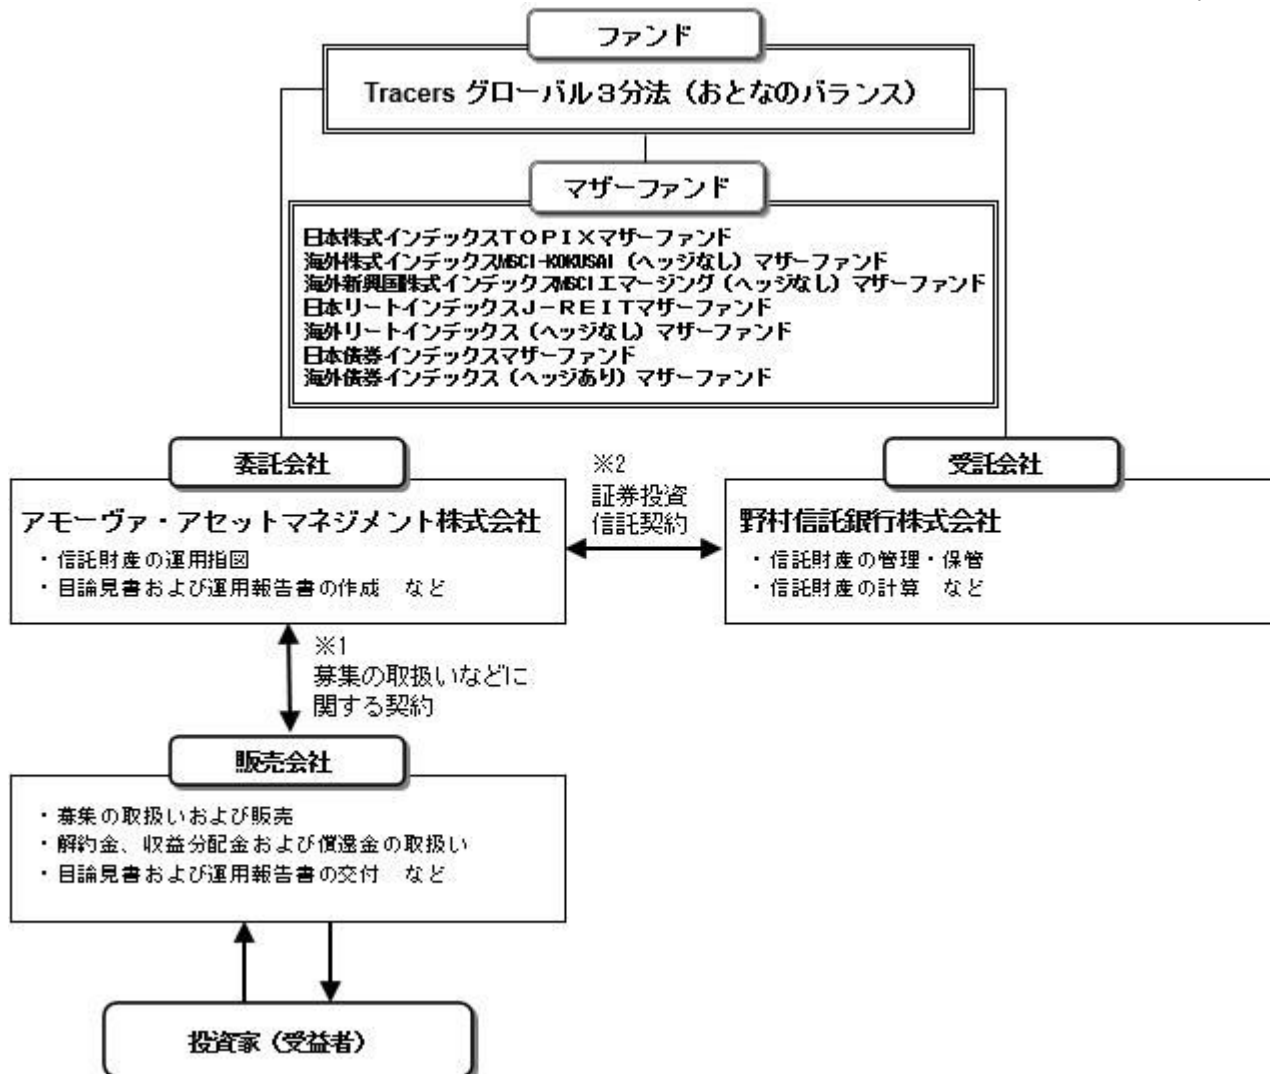 ファンド
Tracers グローバル3分法（おとなのバランス）
マザーファンド
日本株式インデックスＴＯＰＩＸマザーファンド
海外株式インデックスMSCI-KOKUSAI（ヘッジなし）マザーファンド
海外新興国株式インデックスMSCIエマージング（ヘッジなし）マザーファンド
日本リートインデックスＪ－ＲＥＩＴマザーファンド
海外リートインデックス（ヘッジなし）マザーファンド
日本債券インデックスマザーファンド
海外債券インデックス（ヘッジあり）マザーファンド
委託会社
アモーヴァ・アセットマネジメント株式会社
・信託財産の運用指図
・目論見書および運用報告書の作成　など
※2
証券投資
信託契約
受託会社
野村信託銀行株式会社
・信託財産の管理・保管
・信託財産の計算　など
※1
募集の取扱いなどに
関する契約
販売会社
・募集の取扱いおよび販売
・解約金、収益分配金および償還金の取扱い
・目論見書および運用報告書の交付　など
投資家（受益者）